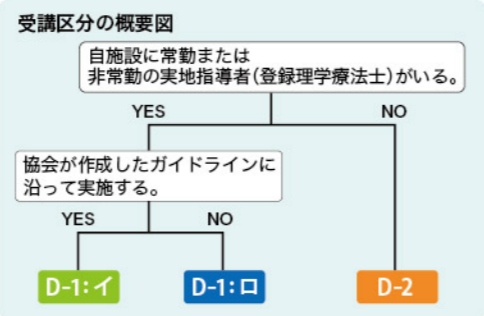 受講区分の概要図
自施設に常勤または
非常勤の実地指導者(登録理学療法士)がいる。
YES
NO
協会が作成したガイドラインに
沿って実施する。
YES
NO
D-1:イ
D-1:ロ
D-2